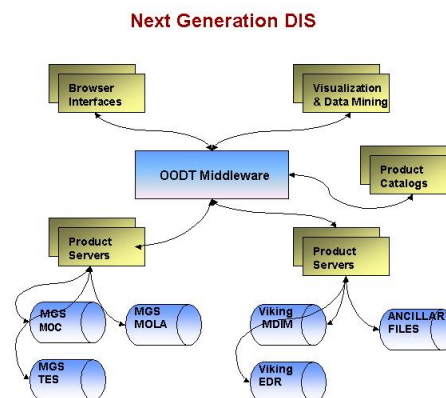 Next Generation DIS
Browser
Interfaces
Visualization
& Data Mining
OODT Middleware
Product
Catalogs
Product
Servers
Product
Servers
MGS
MOC
MGS
MOLA
Viking
MDIM
ANCILLARY
FILES
MGS
TES
Viking
EDR